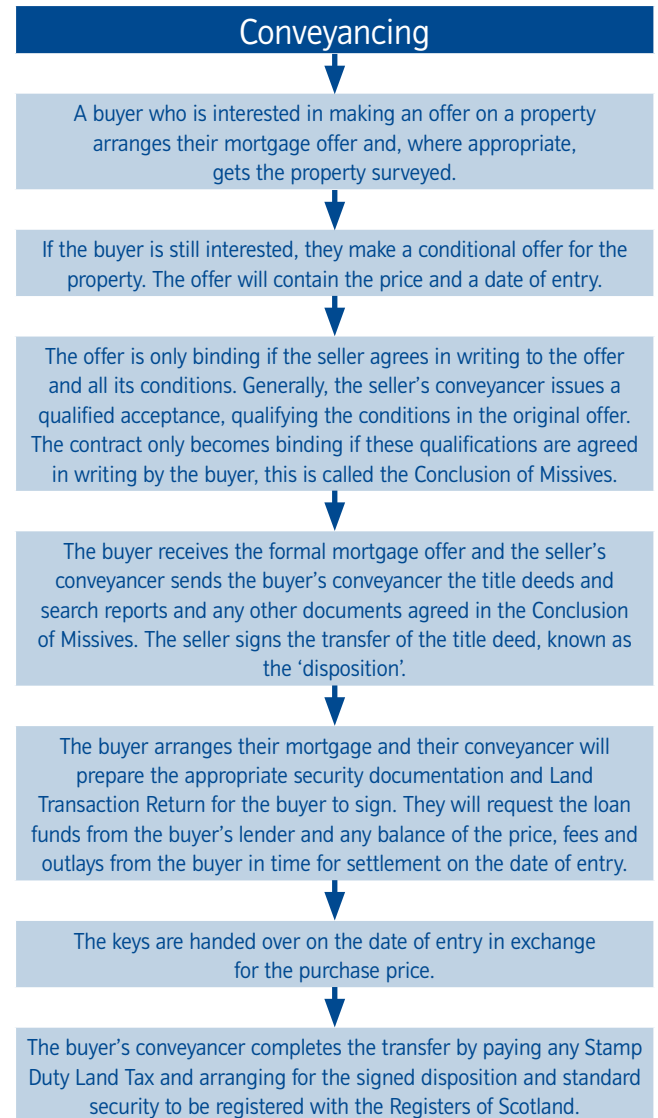 Conveyancing
A buyer who is interested in making an offer on a property
arranges their mortgage offer and, where appropriate,
gets the property surveyed.
If the buyer is still interested, they make a conditional offer for the
property. The offer will contain the price and a date of entry.
The offer is only binding if the seller agrees in writing to the offer
and all its conditions. Generally, the seller’s conveyancer issues a
qualified acceptance, qualifying the conditions in the original offer.
The contract only becomes binding if these qualifications are agreed
in writing by the buyer, this is called the Conclusion of Missives.
The buyer receives the formal mortgage offer and the seller’s
conveyancer sends the buyer’s conveyancer the title deeds and
search reports and any other documents agreed in the Conclusion
of Missives. The seller signs the transfer of the title deed, known as
the ‘disposition’.
The buyer arranges their mortgage and their conveyancer will
prepare the appropriate security documentation and Land
Transaction Return for the buyer to sign. They will request the loan
funds from the buyer’s lender and any balance of the price, fees and
outlays from the buyer in time for settlement on the date of entry.
The keys are handed over on the date of entry in exchange
for the purchase price.
The buyer’s conveyancer completes the transfer by paying any Stamp
Duty Land Tax and arranging for the signed disposition and standard
security to be registered with the Registers of Scotland.